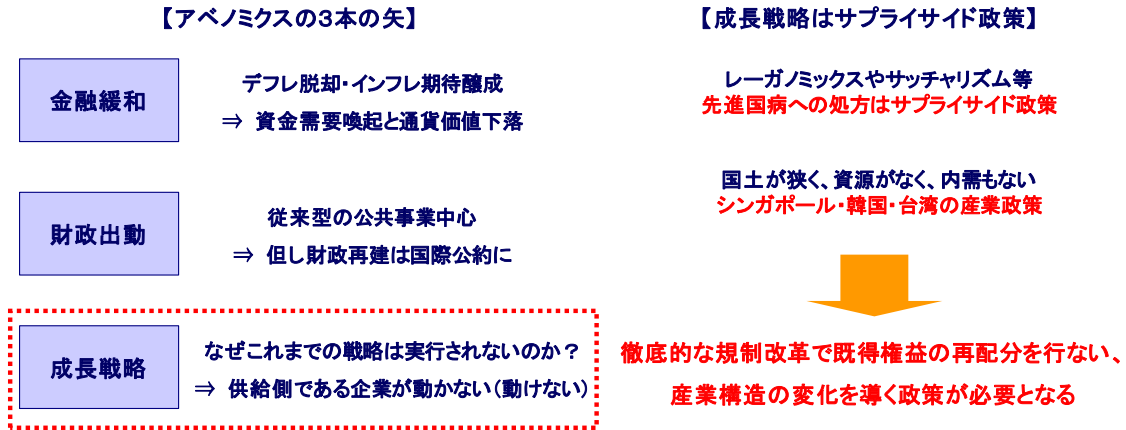 【アベノミクスの3本の矢】
金融緩和
デフレ脱却・インフレ期待醸成
⇒ 資金需要喚起と通貨価値下落
財政出動
従来型の公共事業中心
⇒ 但し財政再建は国際公約に
成長戦略
なぜこれまでの戦略は実行されないのか？
⇒ 供給側である企業が動かない（動けない）
【成長戦略はサプライサイド政策】
レーガノミックスやサッチャリズム等
先進国病への処方はサプライサイド政策
国土が狭く、資源がなく、内需もない
シンガポール・韓国・台湾の産業政策
徹底的な規制改革で既得権益の再配分を行ない、
産業構造の変化を導く政策が必要となる